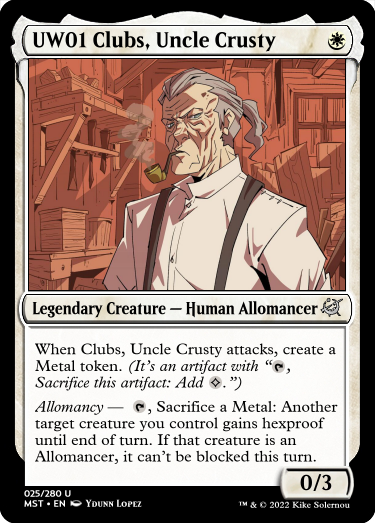 UW01 Clubs, Uncle Crusty
Legendary Creature — Human Allomancer
When Clubs, Uncle Crusty attacks, create a
Metal token. (It's an artifact with “,
Sacrifice this artifact: Add .”)
Allomancy — , Sacrifice a Metal: Another
target creature you control gains hexproof
until end of turn. If that creature is an
Allomancer, it can't be blocked this turn.
0/3
025/280 U
MST • EN Ydunn Lopez
™ & © 2022 Kike Solernou